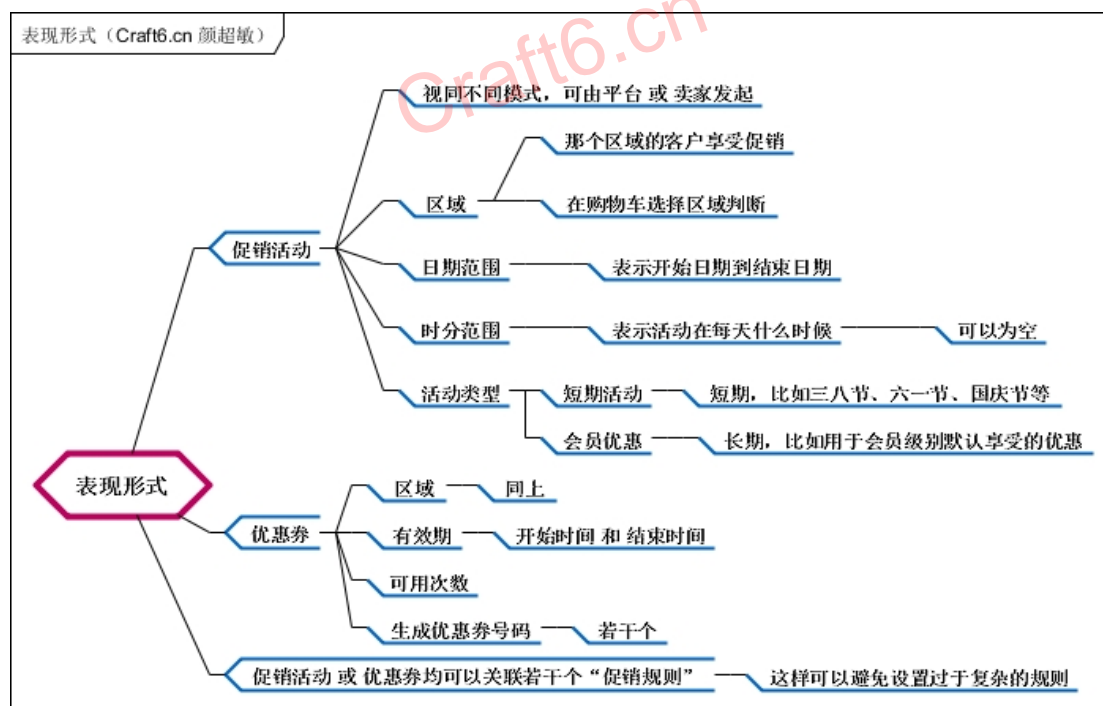 表现形式（Craft6.cn 颜超敏）
Craft6.cn
视同不同模式，可由平台 或 卖家发起
那个区域的客户享受促销
区域
在购物车选择区域判断
促销活动
日期范围
表示开始日期到结束日期
时分范围
表示活动在每天什么时候
可以为空
活动类型
短期活动
短期，比如三八节、六一节、国庆节等
会员优惠
长期，比如用于会员级别默认享受的优惠
表现形式
区域
同上
优惠券
有效期
开始时间 和 结束时间
可用次数
生成优惠券号码
若干个
促销活动 或 优惠券均可以关联若干个“促销规则”
这样可以避免设置过于复杂的规则